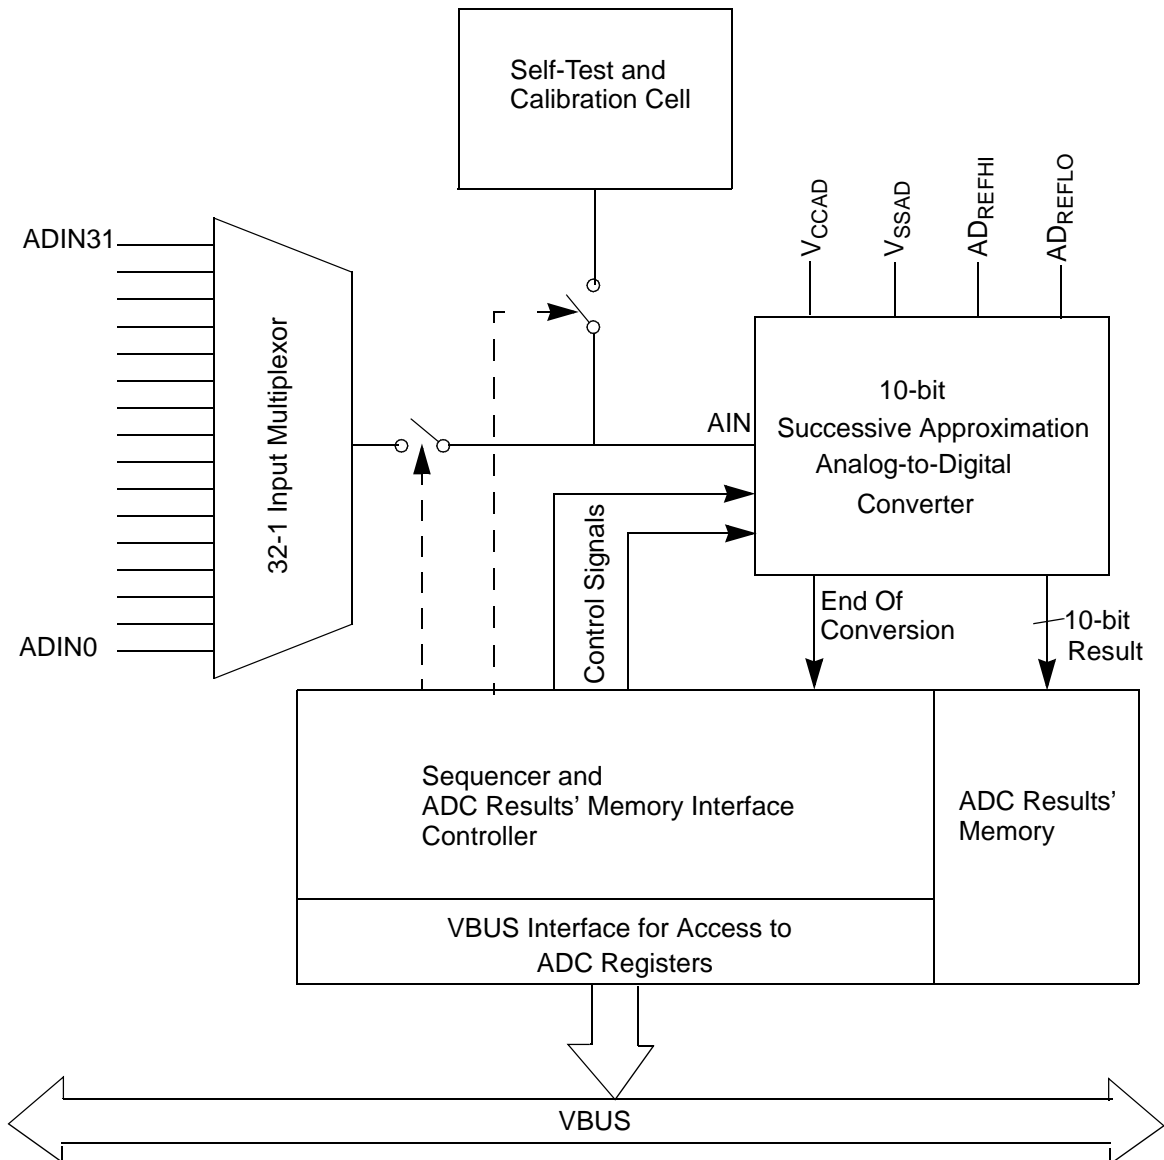 Self-Test and
Calibration Cell
VCCAD
VSSAD
ADREFHI
ADREFLO
ADIN31
32-1 Input Multiplexor
ADIN0
AIN
10-bit
Successive Approximation
Analog-to-Digital
Converter
Control Signals
End Of
Conversion
10-bit
Result
Sequencer and
ADC Results’ Memory Interface
Controller
ADC Results’
Memory
VBUS Interface for Access to
ADC Registers
VBUS